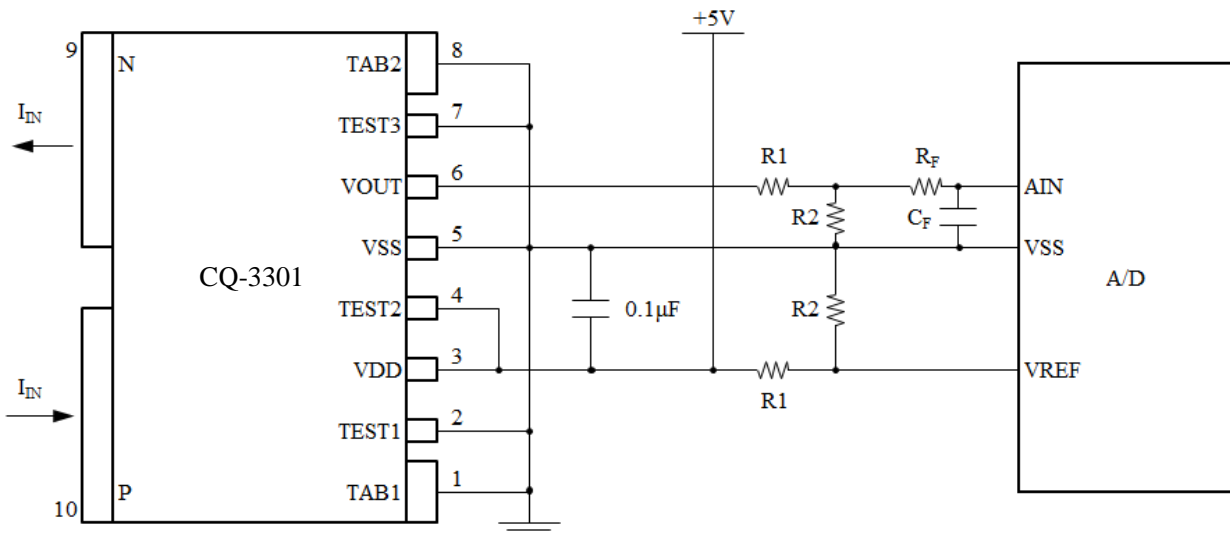 +5V
9
N
TAB2
8
I_IN
TEST3
7
VOUT
6
R1
R_F
AIN
R2
C_F
VSS
5
VSS
CQ-3301
A/D
TEST2
4
0.1μF
R2
VDD
3
VREF
I_IN
R1
TEST1
2
10
P
TAB1
1